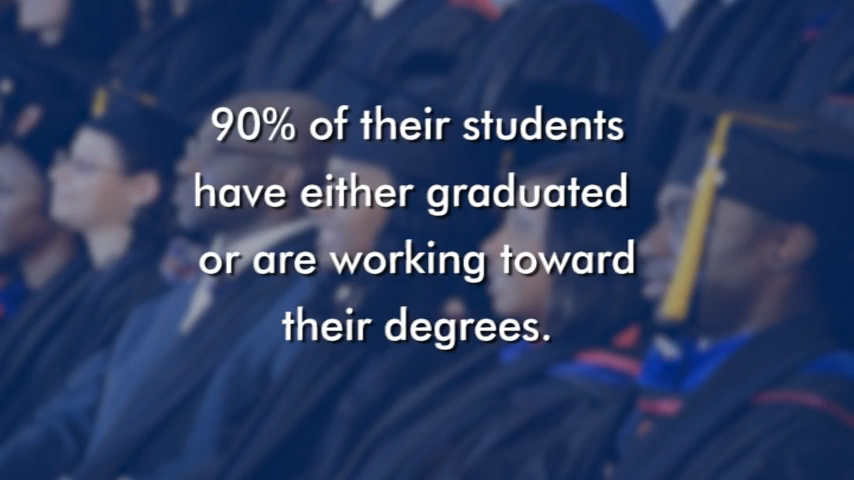 90% of their students
have either graduated
or are working toward
their degrees.